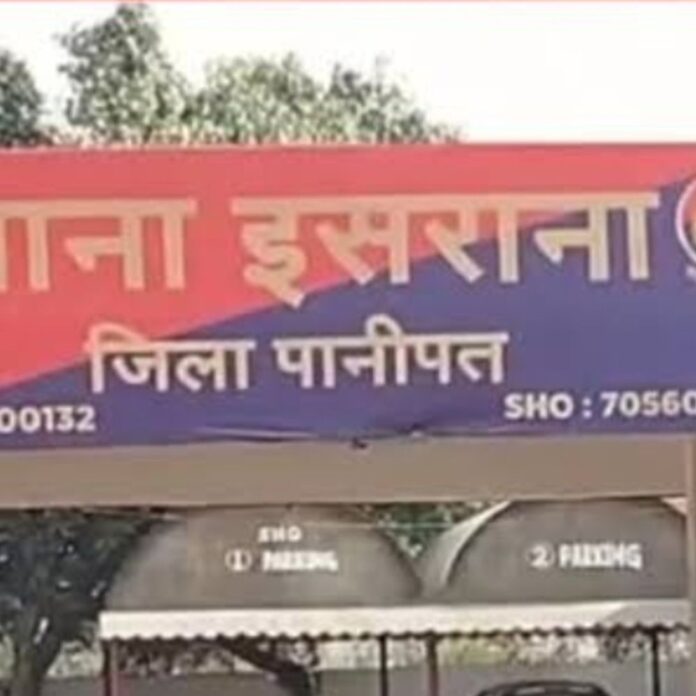 ाना इसराना
जिला पानीपत
00132
SHO : 70560
SHO
① PARKING
② PARKING